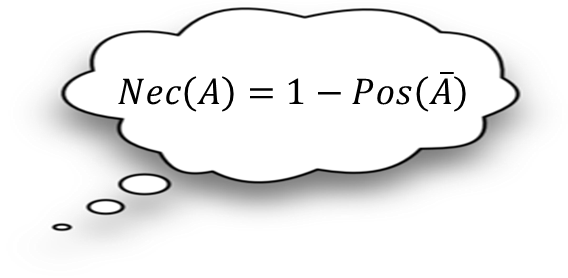 Nec(A) = 1 − Pos(Ā)